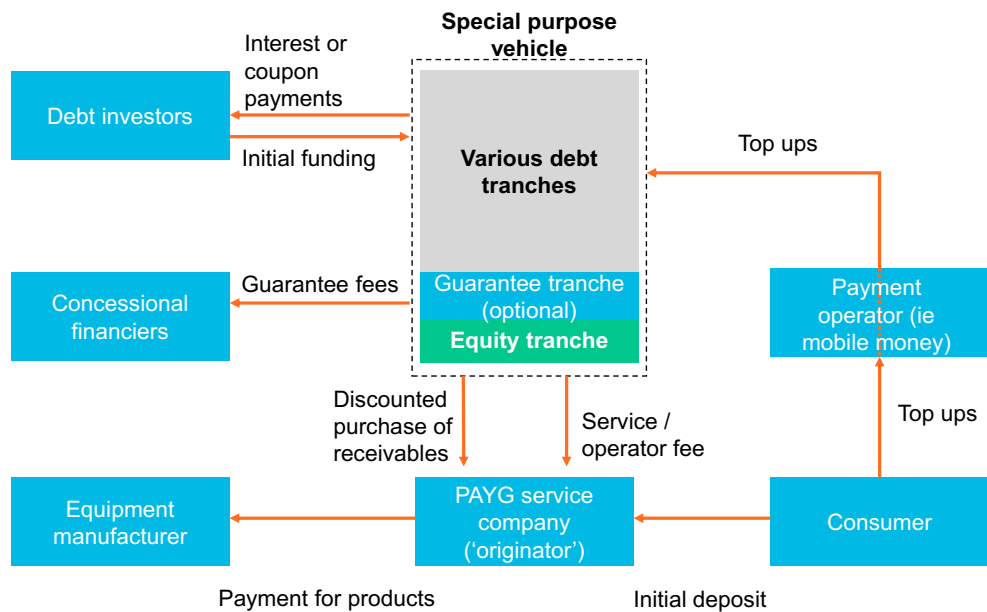 Special purpose
vehicle
Interest or
coupon
payments
Debt investors
Initial funding
Various debt
tranches
Top ups
Guarantee fees
Concessional
financiers
Guarantee tranche
(optional)
Equity tranche
Payment
operator (ie
mobile money)
Discounted
purchase of
receivables
Service /
operator fee
Top ups
Equipment
manufacturer
PAYG service
company
(‘originator’)
Consumer
Payment for products
Initial deposit